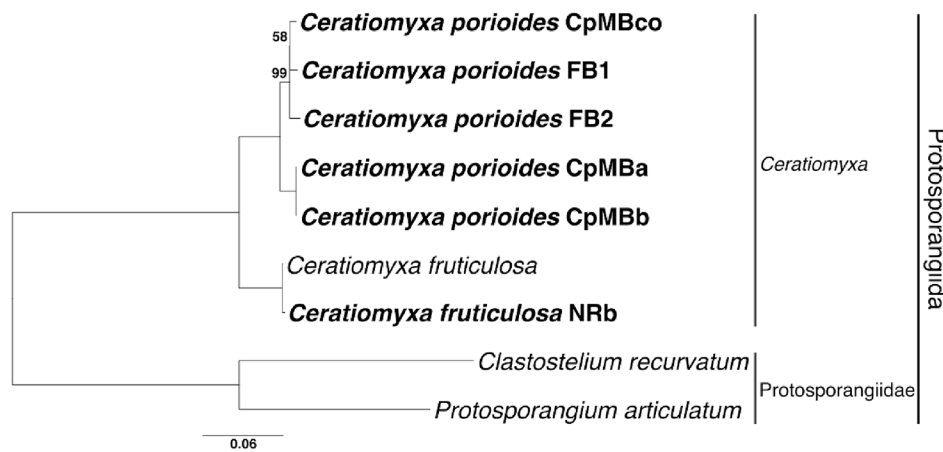 Ceratiomyxa porioides CpMBco
58
99
Ceratiomyxa porioides FB1
Ceratiomyxa porioides FB2
Ceratiomyxa porioides CpMBa
Ceratiomyxa
Ceratiomyxa porioides CpMBb
Ceratiomyxa fruticulosa
Ceratiomyxa fruticulosa NRb
Protosporangiida
Clastostelium recurvatum
Protosporangiidae
Protosporangium articulatum
0.06